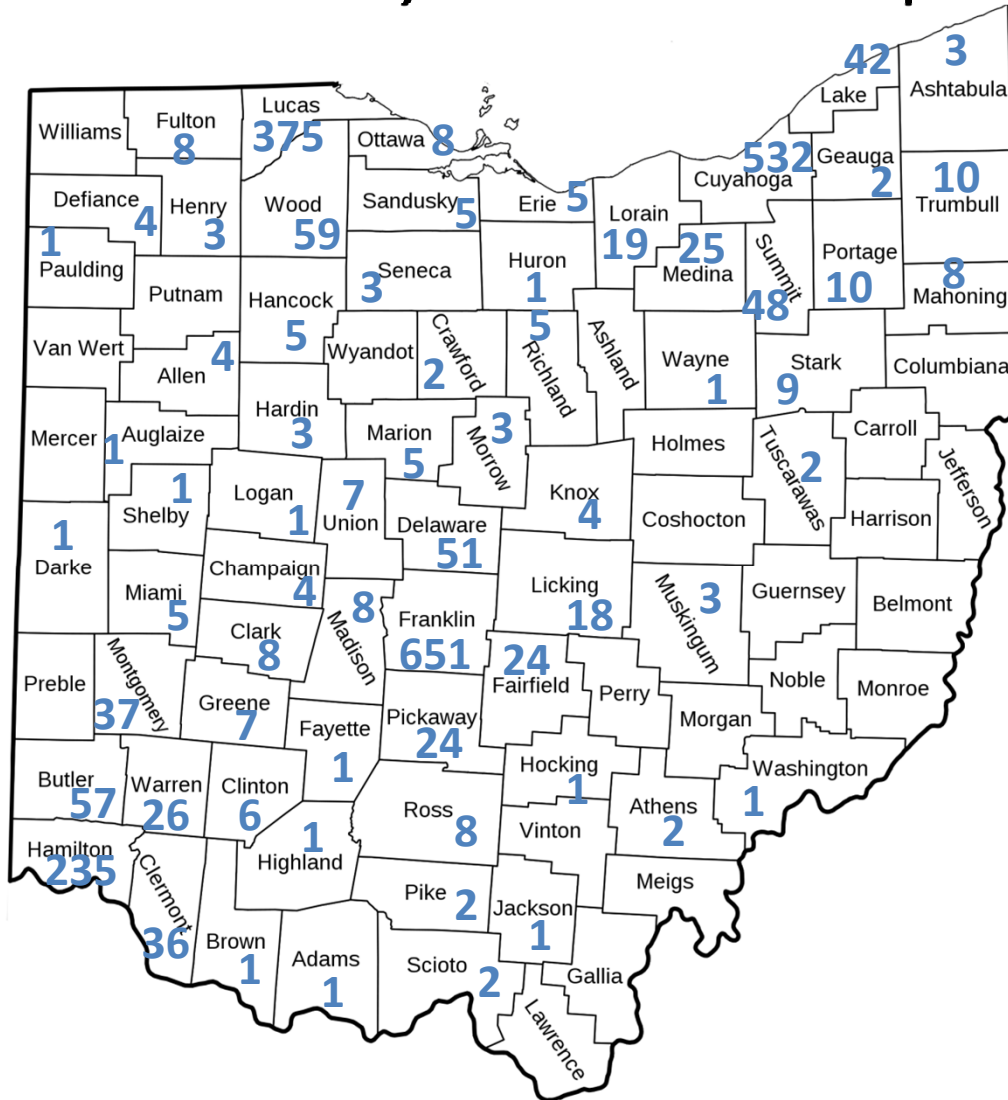 42
3
Lake
Ashtabula
Lucas
375
Williams
Fulton
8
Ottawa
8
532
Cuyahoga
Geauga
2
10
Trumbull
Defiance
4
Henry
3
Wood
59
Sandusky
5
Erie
5
Lorain
19
25
Medina
Summit
48
Portage
10
8
Mahoning
1
Paulding
Putnam
Hancock
5
Seneca
3
Huron
1
Van Wert
4
Allen
Wyandot
Crawford
2
5
Richland
Ashland
Wayne
1
Stark
9
Columbiana
Mercer
1
Auglaize
Hardin
3
Marion
5
3
Morrow
Holmes
Tuscarawas
2
Carroll
Jefferson
1
Shelby
Logan
1
7
Union
Delaware
51
Knox
4
Coshocton
Harrison
1
Darke
Miami
5
Champaign
4
8
Madison
Franklin
651
Licking
18
Muskingum
3
Guernsey
Belmont
Clark
8
Preble
Montgomery
37
Greene
7
Fayette
1
Pickaway
24
24
Fairfield
Perry
Morgan
Noble
Monroe
Butler
57
Warren
26
Clinton
6
Hocking
1
Washington
1
Ross
8
Vinton
Athens
2
Hamilton
235
Clermont
36
1
Highland
Pike
2
Jackson
1
Meigs
Brown
1
Adams
1
Scioto
2
Gallia
Lawrence